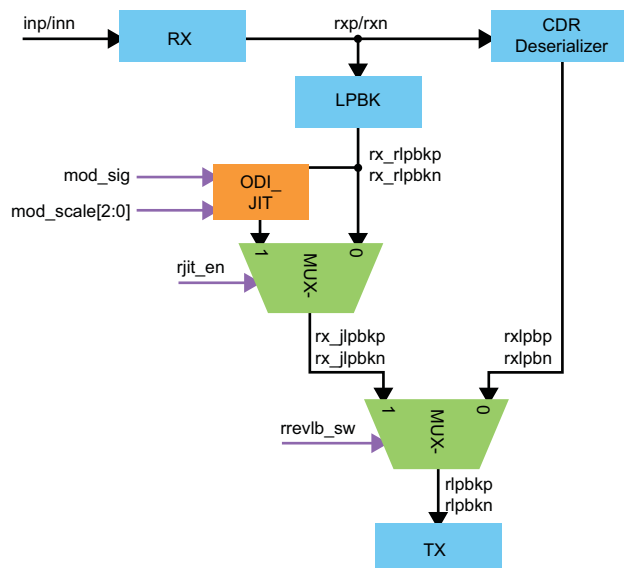 inp/inn
RX
rxp/rxn
CDR
Deserializer
LPBK
rx_rlpbkp
rx_rlpbkn
mod_sig
mod_scale[2:0]
ODI_
JIT
1
0
MUX-
rjit_en
rx_jlpbkp
rx_jlpbkn
rxlpbp
rxlpbn
1
0
MUX-
rrevlb_sw
rlpbkp
rlpbkn
TX